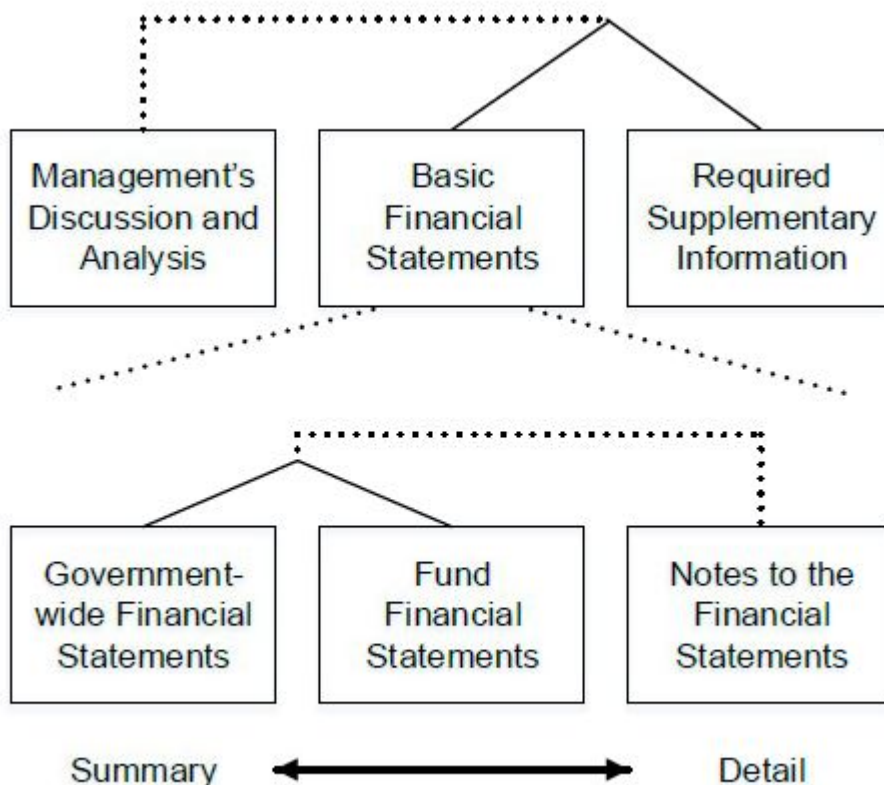 Management's
Discussion and
Analysis
Basic
Financial
Statements
Required
Supplementary
Information
Government-
wide Financial
Statements
Fund
Financial
Statements
Notes to the
Financial
Statements
Summary
Detail